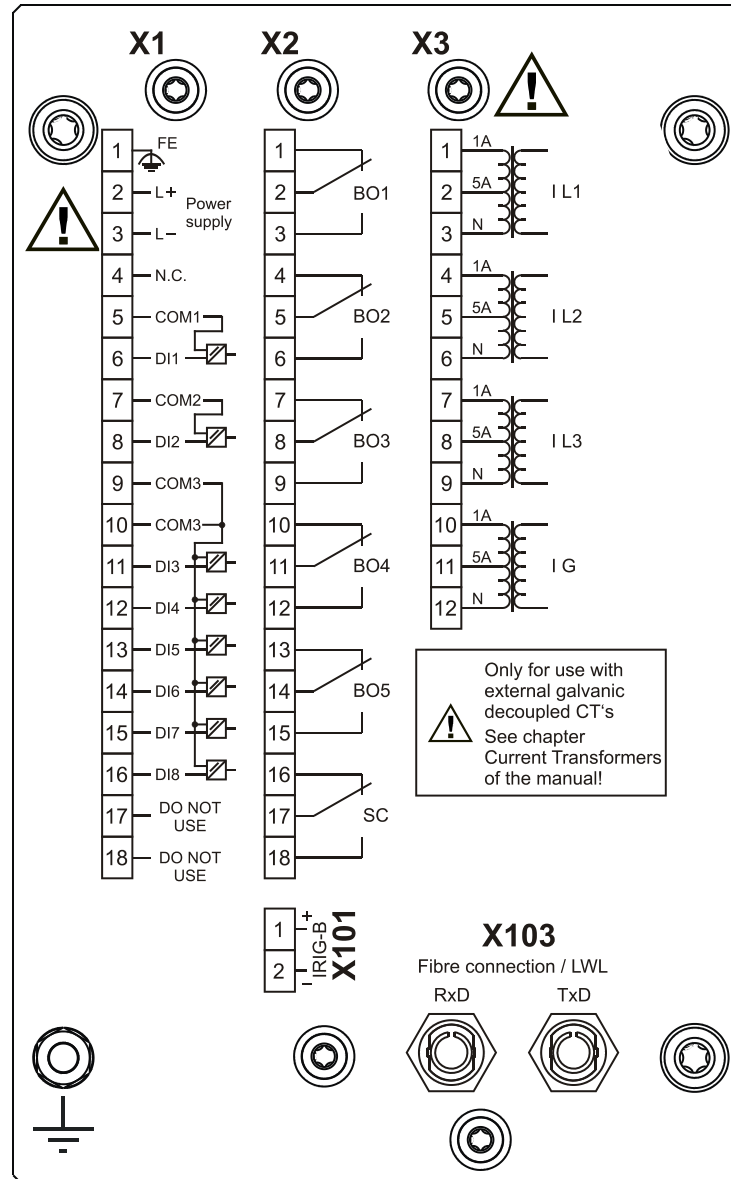 X1
X2
X3
1 FE
2 L+
3 L−
Power
supply
4 N.C.
5 COM1
6 DI1
7 COM2
8 DI2
9 COM3
10 COM3
11 DI3
12 DI4
13 DI5
14 DI6
15 DI7
16 DI8
17 DO NOT
USE
18 DO NOT
USE
1
2 BO1
3
4
5 BO2
6
7
8 BO3
9
10
11 BO4
12
13
14 BO5
15
16
17 SC
18
1 1A
2 5A I L1
3 N
4 1A
5 5A I L2
6 N
7 1A
8 5A I L3
9 N
10 1A
11 5A I G
12 N
!
!
!
Only for use with
external galvanic
decoupled CT‘s
See chapter
Current Transformers
of the manual!
1 +
2 −
IRIG-B
X101
X103
Fibre connection / LWL
RxD
TxD